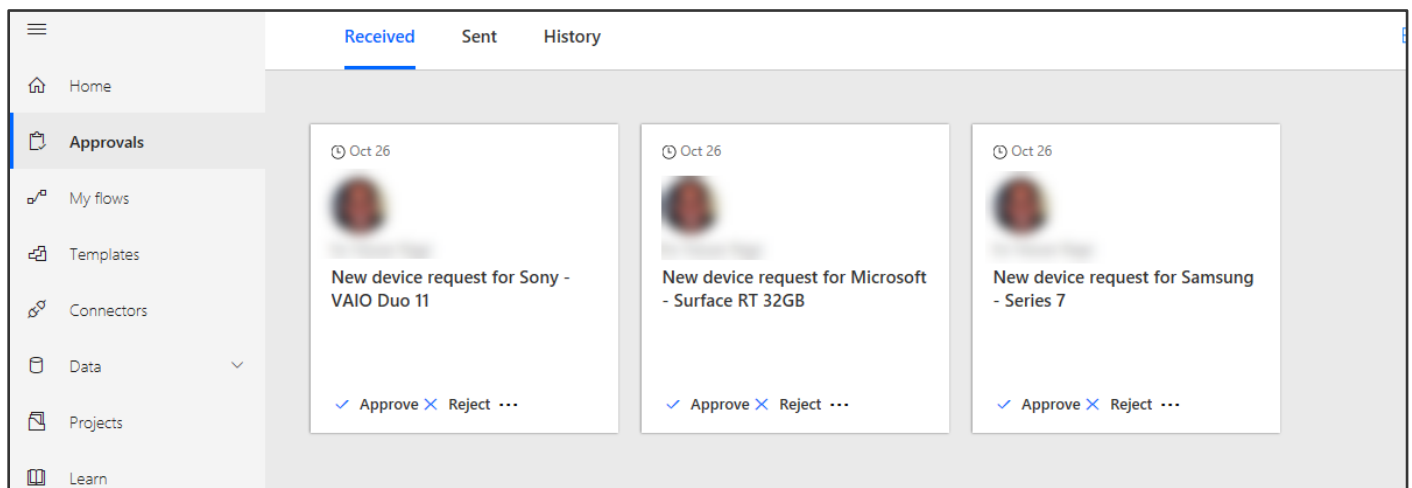 Received Sent History
Home
Approvals
My flows
Templates
Connectors
Data
Projects
Learn
Oct 26
New device request for Sony -
VAIO Duo 11
Approve Reject ...
Oct 26
New device request for Microsoft
- Surface RT 32GB
Approve Reject ...
Oct 26
New device request for Samsung
- Series 7
Approve Reject ...